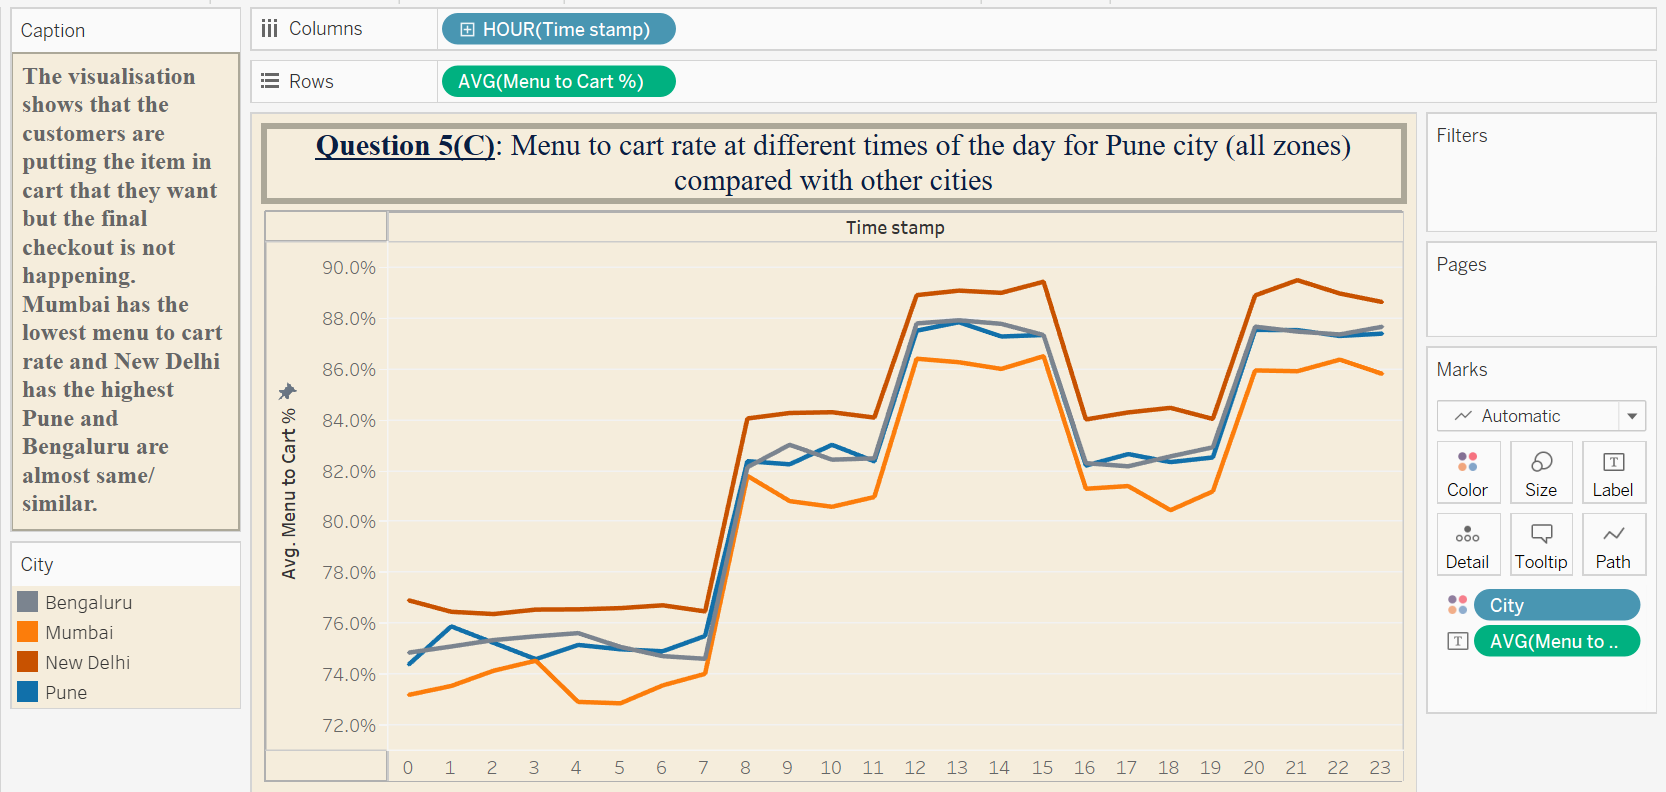 Caption
The visualisation
shows that the
customers are
putting the item in
cart that they want
but the final
checkout is not
happening.
Mumbai has the
lowest menu to cart
rate and New Delhi
has the highest
Pune and
Bengaluru are
almost same/
similar.
City
Bengaluru
Mumbai
New Delhi
Pune
Columns
HOUR(Time stamp)
Rows
AVG(Menu to Cart %)
Question 5(C): Menu to cart rate at different times of the day for Pune city (all zones)
compared with other cities
Time stamp
Avg. Menu to Cart %
90.0%
88.0%
86.0%
84.0%
82.0%
80.0%
78.0%
76.0%
74.0%
72.0%
0 1 2 3 4 5 6 7 8 9 10 11 12 13 14 15 16 17 18 19 20 21 22 23
Filters
Pages
Marks
Automatic
Color Size Label
Detail Tooltip Path
City
AVG(Menu to ..